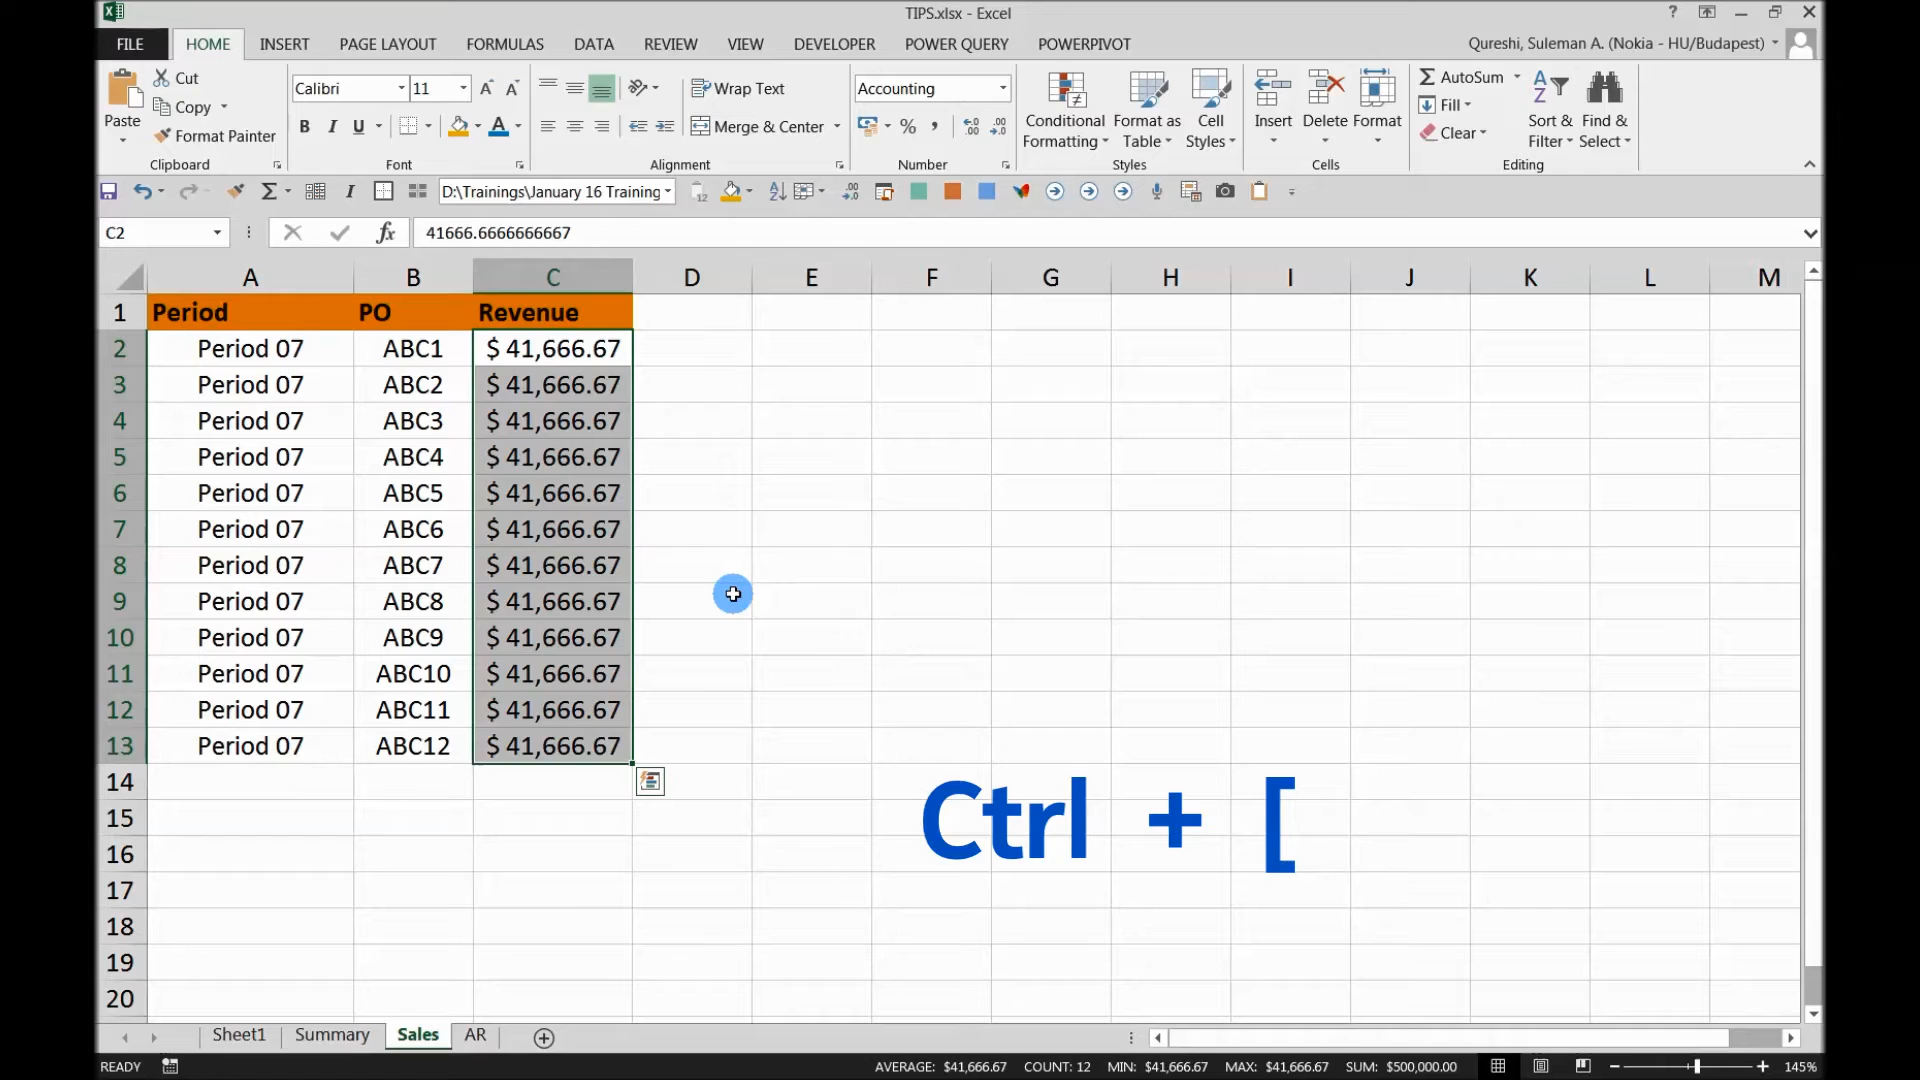 TIPS.xlsx - Excel
FILE HOME INSERT PAGE LAYOUT FORMULAS DATA REVIEW VIEW DEVELOPER POWER QUERY POWERPIVOT Qureshi, Suleman A. (Nokia - HU/Budapest)
Cut
Copy
Format Painter
Paste
Clipboard
Calibri 11
B I U A
Font
Wrap Text
Merge & Center
Alignment
Accounting
% ,
Number
Conditional Formatting
Format as Table
Cell Styles
Styles
Insert Delete Format
Cells
AutoSum
Fill
Clear
Sort & Filter
Find & Select
Editing
D:\Trainings\January 16 Training
C2 fx 41666.6666666667
A B C D E F G H I J K L M
1 Period PO Revenue
2 Period 07 ABC1 $ 41,666.67
3 Period 07 ABC2 $ 41,666.67
4 Period 07 ABC3 $ 41,666.67
5 Period 07 ABC4 $ 41,666.67
6 Period 07 ABC5 $ 41,666.67
7 Period 07 ABC6 $ 41,666.67
8 Period 07 ABC7 $ 41,666.67
9 Period 07 ABC8 $ 41,666.67
10 Period 07 ABC9 $ 41,666.67
11 Period 07 ABC10 $ 41,666.67
12 Period 07 ABC11 $ 41,666.67
13 Period 07 ABC12 $ 41,666.67
14
15
16
17
18
19
20
Ctrl + [
Sheet1 Summary Sales AR
READY AVERAGE: $41,666.67 COUNT: 12 MIN: $41,666.67 MAX: $41,666.67 SUM: $500,000.00 145%